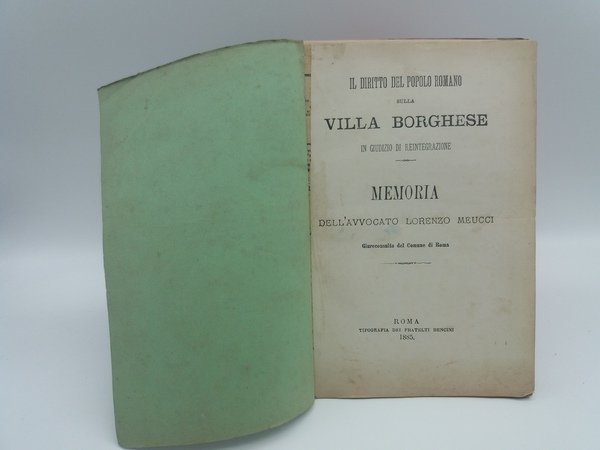 IL DIRITTO DEL POPOLO ROMANO
SULLA
VILLA BORGHESE
IN GIUDIZIO DI REINTEGRAZIONE
MEMORIA
DELL'AVVOCATO LORENZO MEUCCI
Giureconsulto del Comune di Roma
ROMA
TIPOGRAFIA DEI FRATELLI BENCINI
1885.